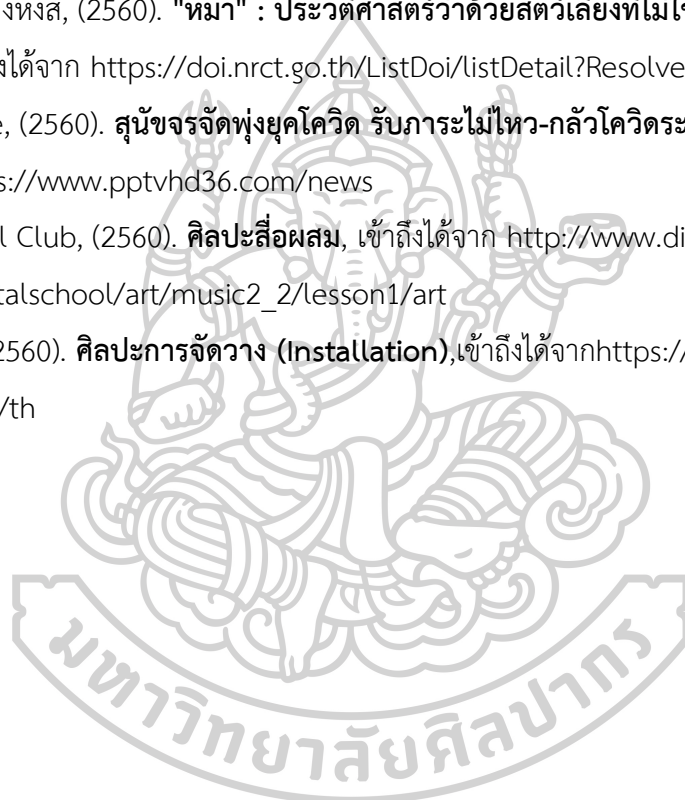 งหงส์, (2560). "หมา" : ประวัติศาสตร์ว่าด้วยสัตว์เลี้ยงที่ไม่ใ
ได้จาก https://doi.nrct.go.th/ListDoi/listDetail?Resolve
e, (2560). สุนัขจรจัดพุ่งยุคโควิด รับภาระไม่ไหว-กลัวโควิดระ
s://www.pptvhd36.com/news
l Club, (2560). ศิลปะสื่อผสม, เข้าถึงได้จาก http://www.di
talschool/art/music2_2/lesson1/art
2560). ศิลปะการจัดวาง (Installation),เข้าถึงได้จากhttps://
/th
มหาวิทยาลัยศิลปากร